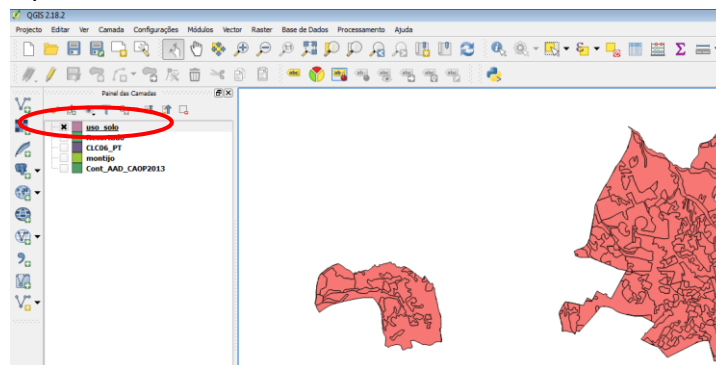 QGIS 2.18.2
Projecto Editar Ver Camada Configurações Módulos Vector Raster Base de Dados Processamento Ajuda
Painel das Camadas
uso_solo
Recortado
CLC06_PT
montijo
Cont_AAD_CAOP2013